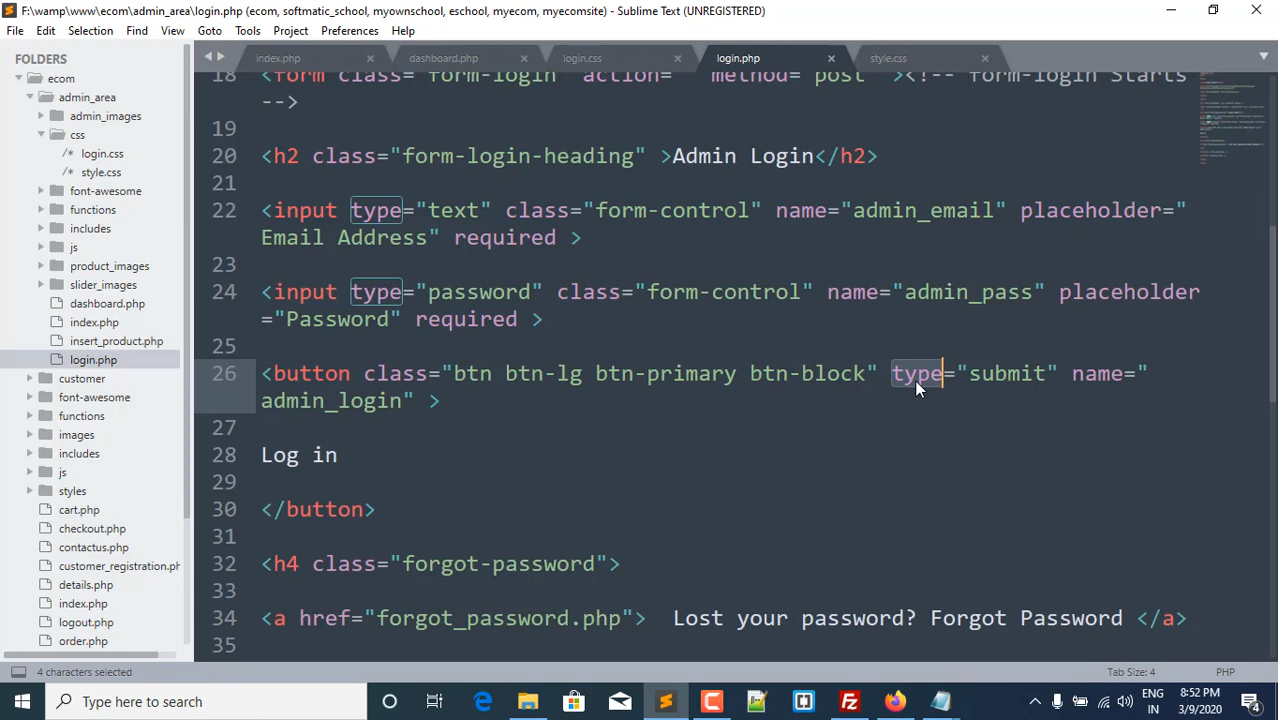 F:\wamp\www\ecom\admin_area\login.php (ecom, softmatic_school, myownschool, eschool, myecom, myecomsite) - Sublime Text (UNREGISTERED)
File Edit Selection Find View Goto Tools Project Preferences Help
FOLDERS
ecom
admin_area
admin_images
css
login.css
style.css
font-awesome
functions
includes
js
product_images
slider_images
dashboard.php
index.php
insert_product.php
login.php
customer
font-awesome
functions
images
includes
js
styles
cart.php
checkout.php
contactus.php
customer_registration.ph
details.php
index.php
logout.php
order.php
index.php dashboard.php login.css login.php style.css
18 <form class="form-login" action="" method="post" ><!-- form-login Starts
-->
19
20 <h2 class="form-login-heading" >Admin Login</h2>
21
22 <input type="text" class="form-control" name="admin_email" placeholder="
Email Address" required >
23
24 <input type="password" class="form-control" name="admin_pass" placeholder
="Password" required >
25
26 <button class="btn btn-lg btn-primary btn-block" type="submit" name="
admin_login" >
27
28 Log in
29
30 </button>
31
32 <h4 class="forgot-password">
33
34 <a href="forgot_password.php">  Lost your password? Forgot Password </a>
35
4 characters selected Tab Size: 4 PHP
Type here to search
ENG
IN
8:52 PM
3/9/2020
4